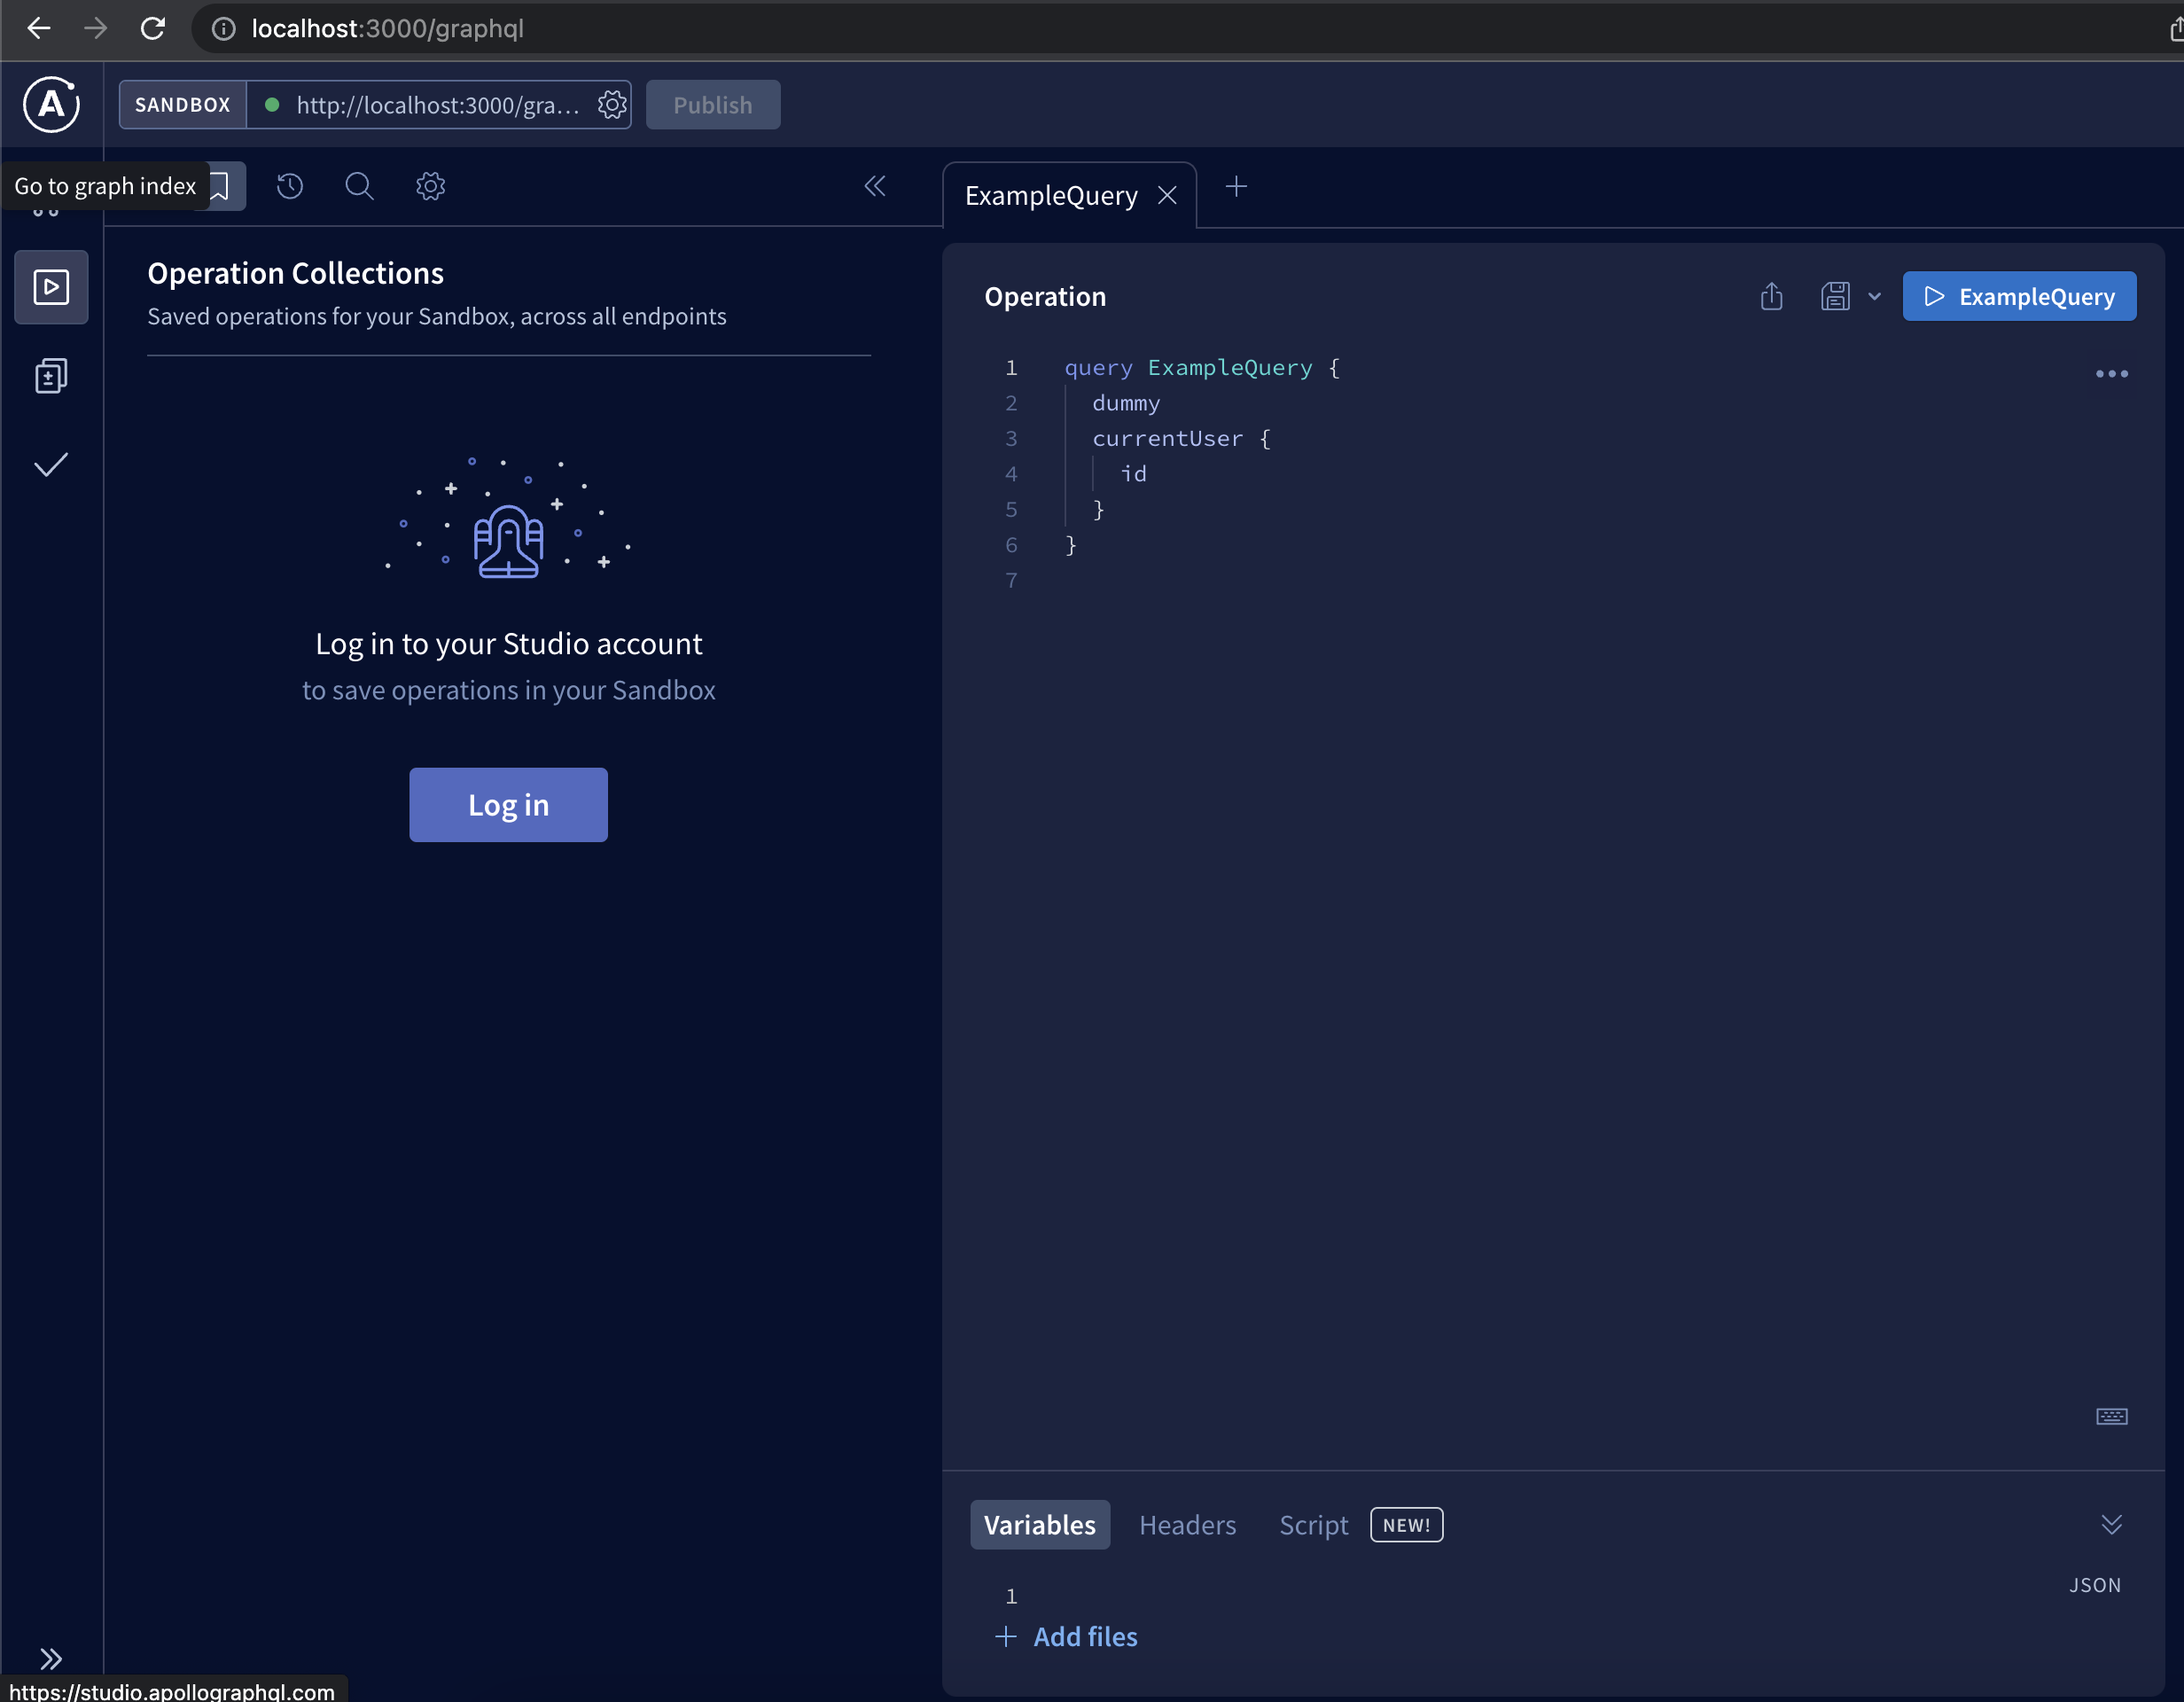 localhost:3000/graphql
SANDBOX
http://localhost:3000/gra...
Publish
Go to graph index
ExampleQuery
Operation Collections
Saved operations for your Sandbox, across all endpoints
Log in to your Studio account
to save operations in your Sandbox
Log in
Operation
ExampleQuery
1 query ExampleQuery {
2 dummy
3 currentUser {
4 id
5 }
6 }
7
Variables Headers Script NEW!
JSON
1
+ Add files
https://studio.apollographql.com